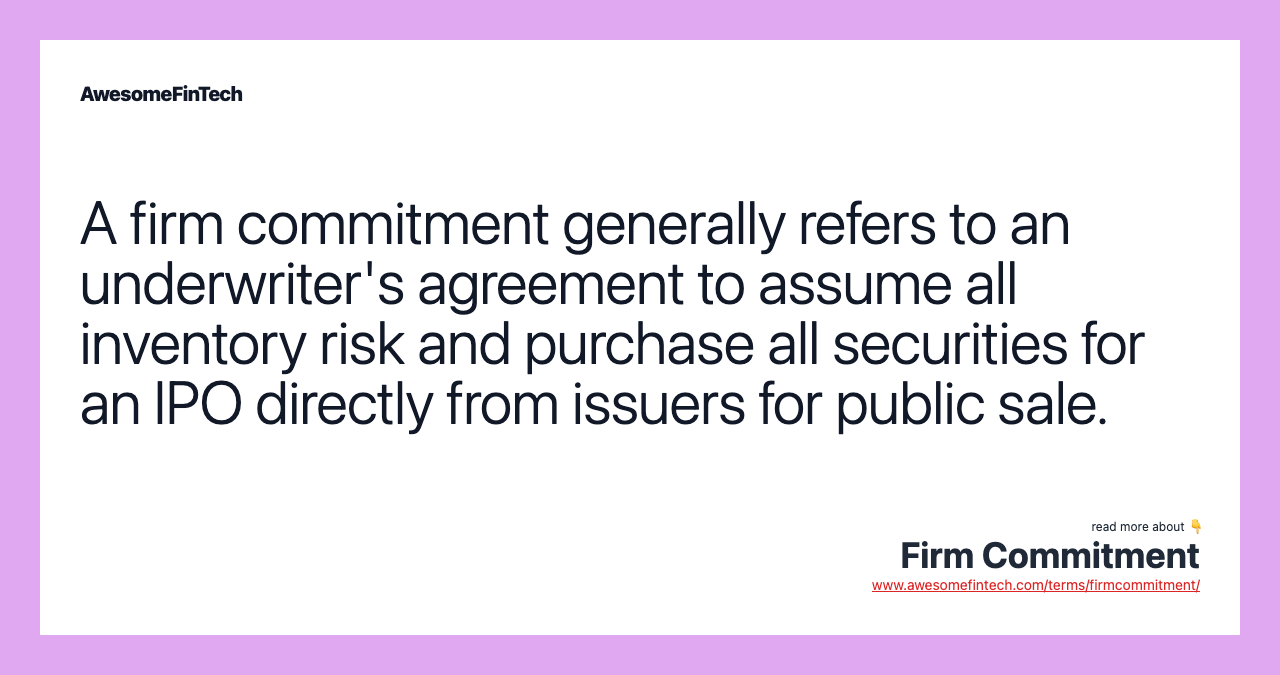 AwesomeFinTech
A firm commitment generally refers to an
underwriter's agreement to assume all
inventory risk and purchase all securities for
an IPO directly from issuers for public sale.
read more about 👇
Firm Commitment
www.awesomefintech.com/terms/firmcommitment/